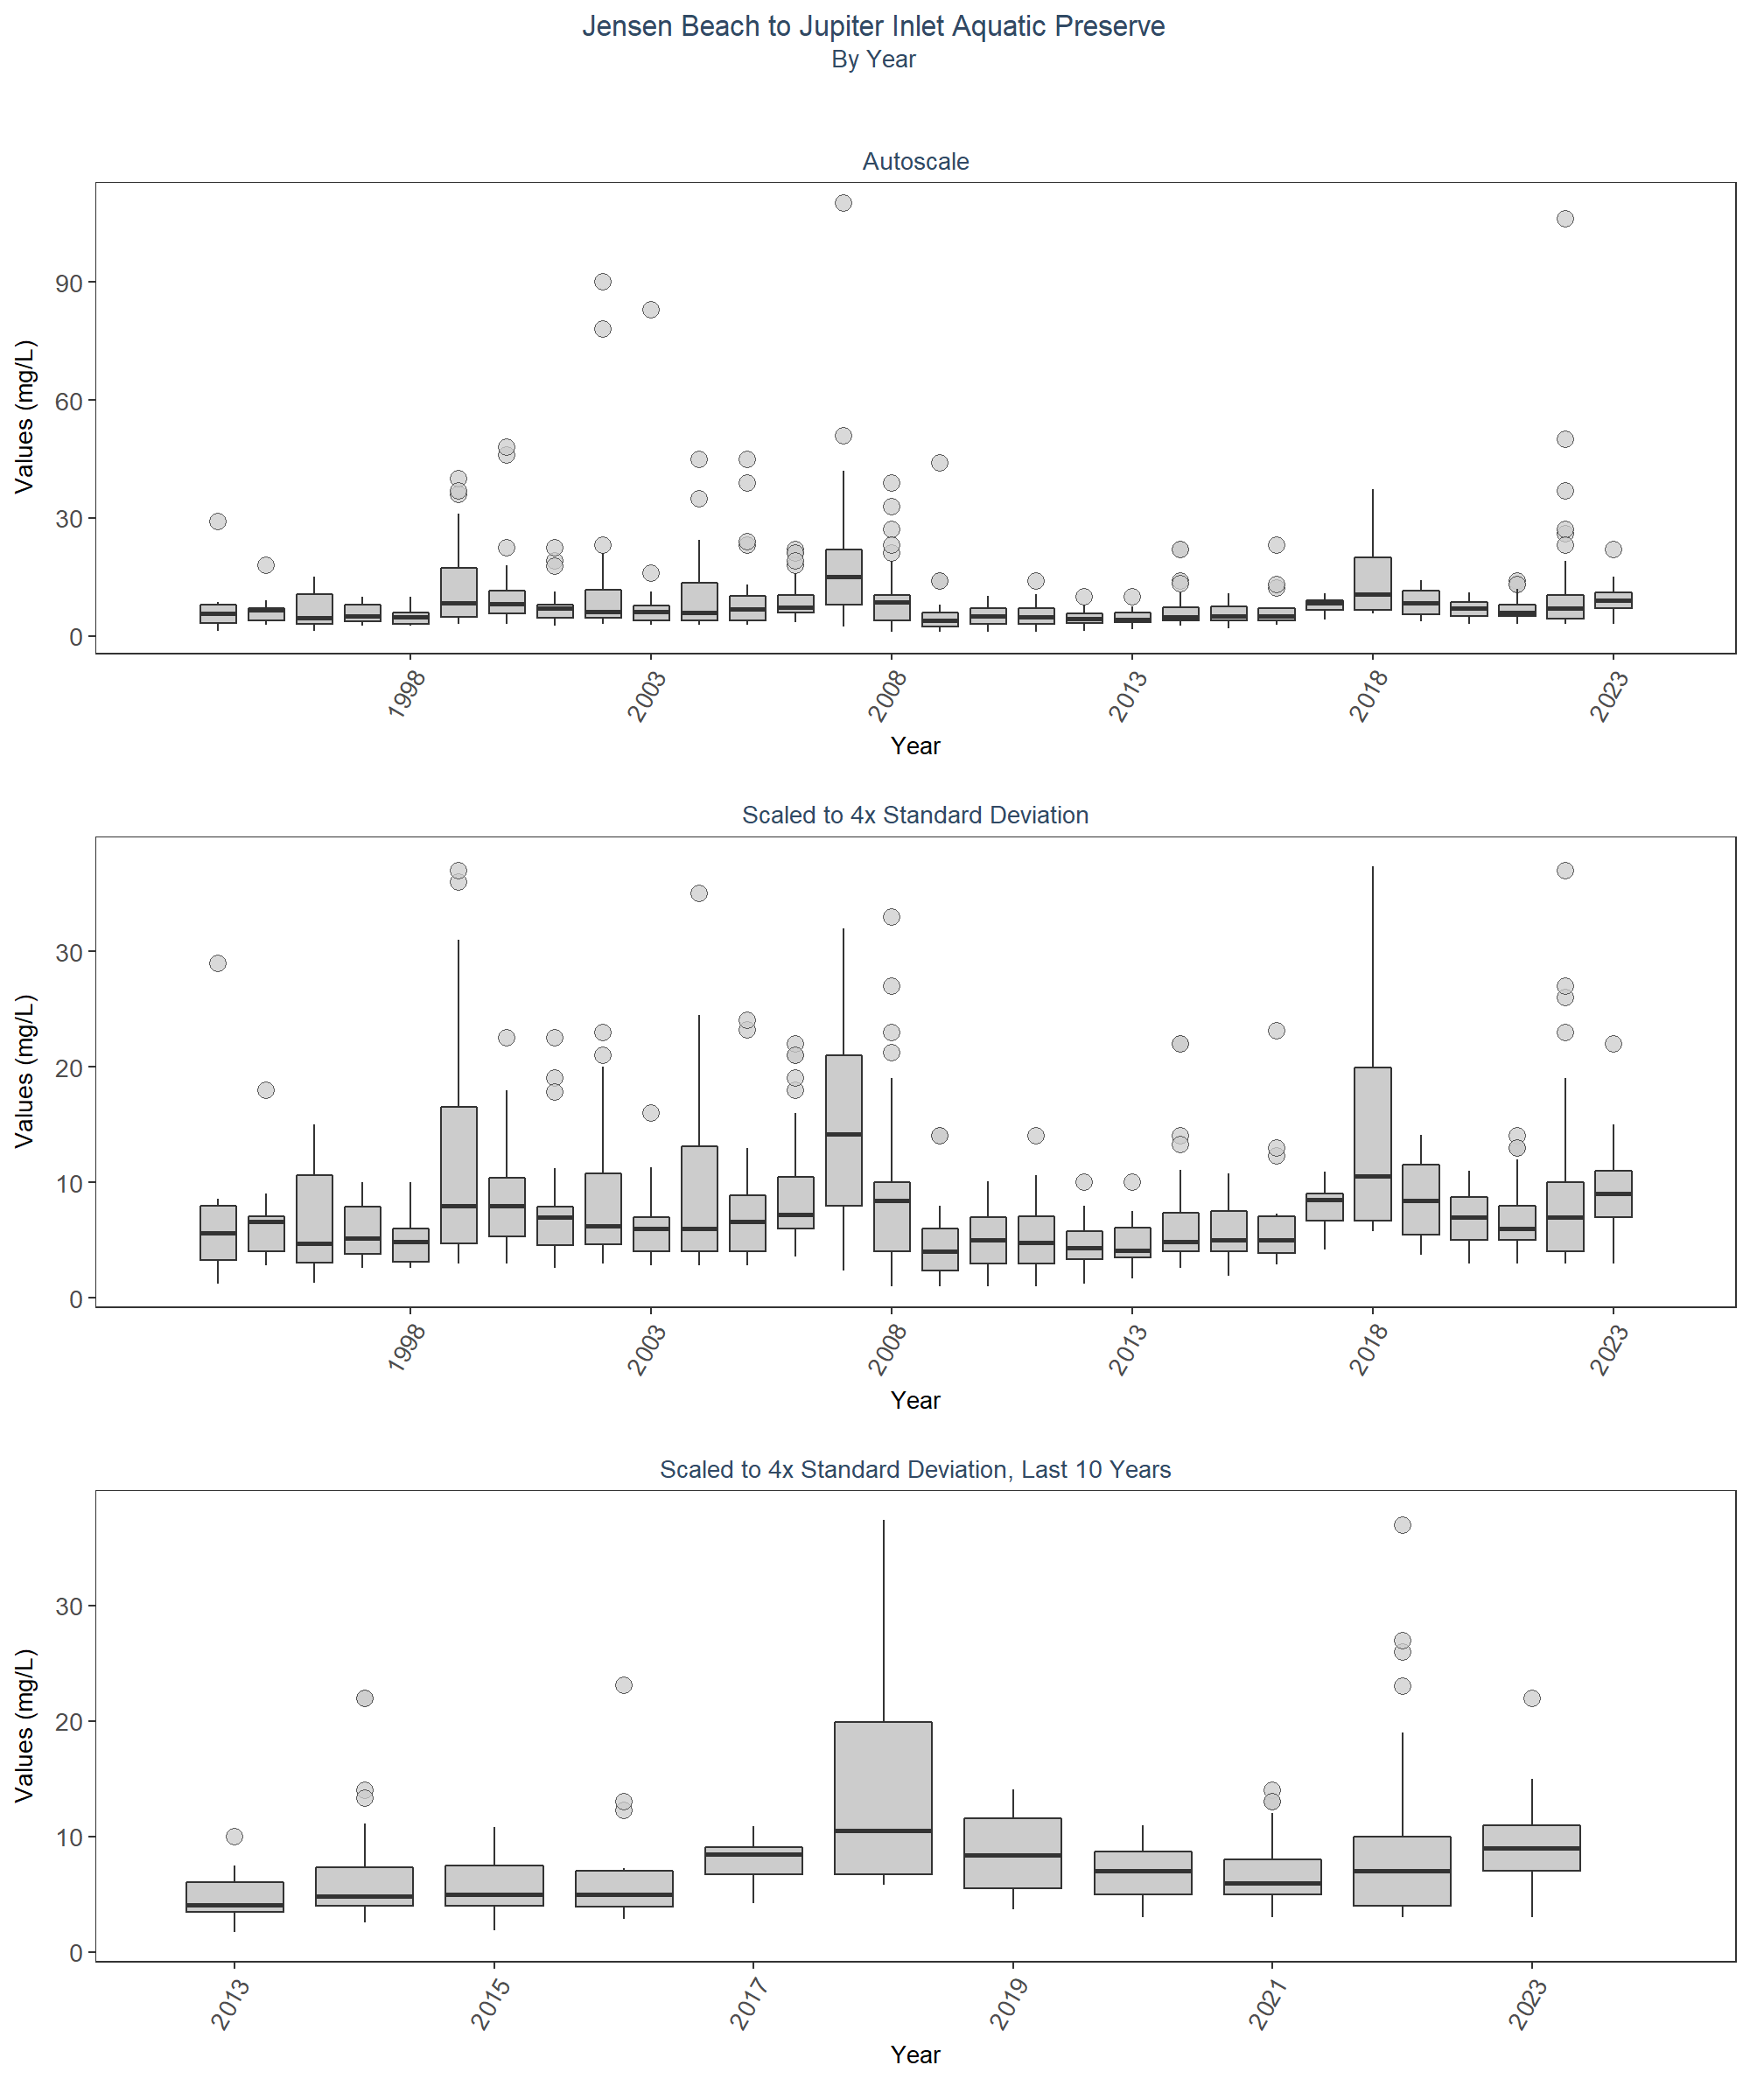 Jensen Beach to Jupiter Inlet Aquatic Preserve
By Year
Autoscale
Values (mg/L)
90
60
30
0
1998
2003
2008
2013
2018
2023
Year
Scaled to 4x Standard Deviation
Values (mg/L)
30
20
10
0
1998
2003
2008
2013
2018
2023
Year
Scaled to 4x Standard Deviation, Last 10 Years
Values (mg/L)
30
20
10
0
2013
2015
2017
2019
2021
2023
Year